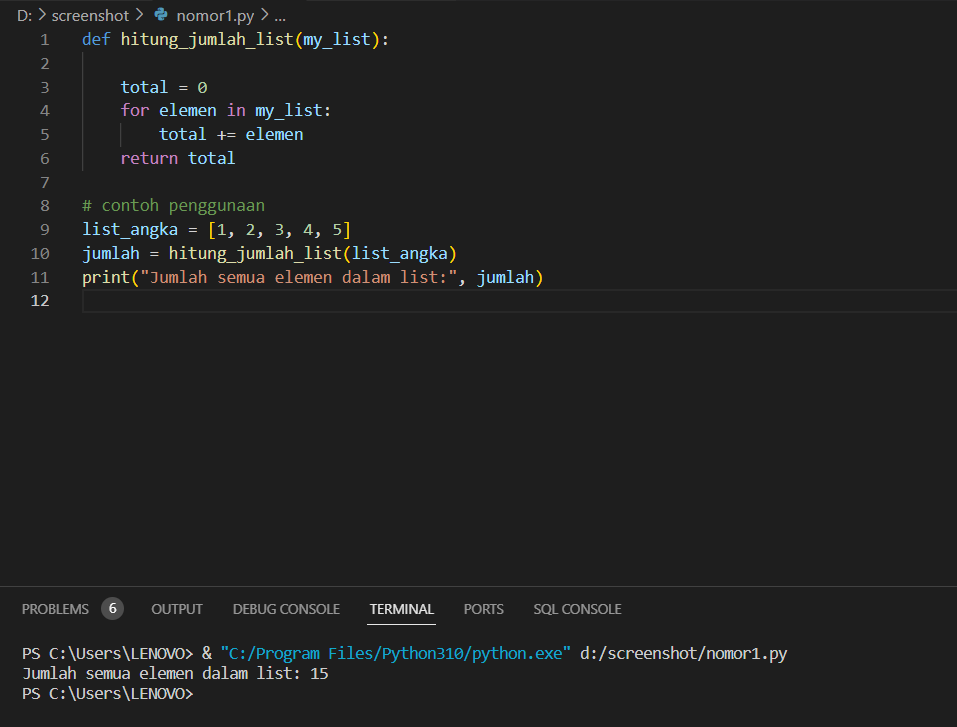 D: > screenshot > nomor1.py > ...
1 def hitung_jumlah_list(my_list):
2
3     total = 0
4     for elemen in my_list:
5         total += elemen
6     return total
7
8 # contoh penggunaan
9 list_angka = [1, 2, 3, 4, 5]
10 jumlah = hitung_jumlah_list(list_angka)
11 print("Jumlah semua elemen dalam list:", jumlah)
12
PROBLEMS 6 OUTPUT DEBUG CONSOLE TERMINAL PORTS SQL CONSOLE
PS C:\Users\LENOVO> & "C:/Program Files/Python310/python.exe" d:/screenshot/nomor1.py
Jumlah semua elemen dalam list: 15
PS C:\Users\LENOVO>